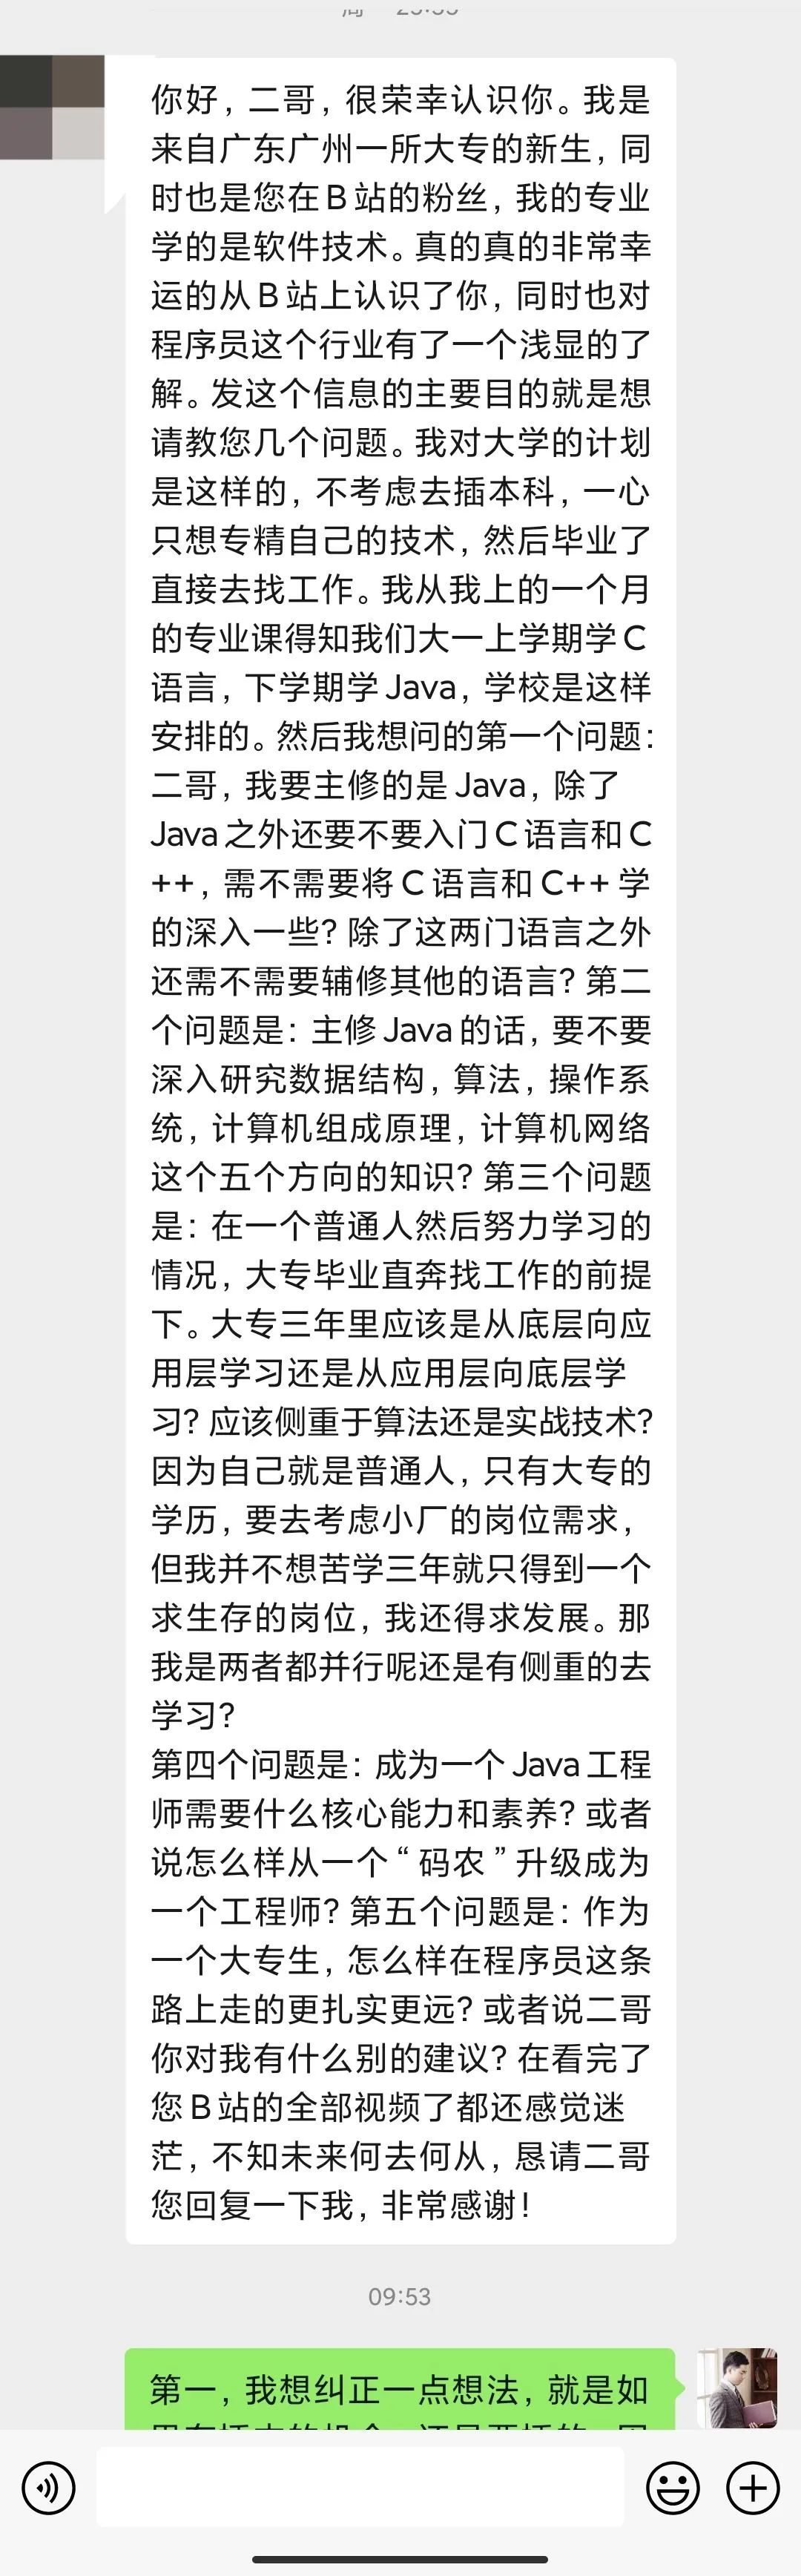 你好，二哥，很荣幸认识你。我是
来自广东广州一所大专的新生，同
时也是您在B站的粉丝，我的专业
学的是软件技术。真的真的非常幸
运的从B站上认识了你，同时也对
程序员这个行业有了一个浅显的了
解。发这个信息的主要目的就是想
请教您几个问题。我对大学的计划
是这样的，不考虑去插本科，一心
只想专精自己的技术，然后毕业了
直接去找工作。我从我上的一个月
的专业课得知我们大一上学期学C
语言，下学期学Java，学校是这样
安排的。然后我想问的第一个问题：
二哥，我要主修的是Java，除了
Java之外还要不要入门C语言和C
++，需不需要将C语言和C++学
的深入一些？除了这两门语言之外
还需不需要辅修其他的语言？第二
个问题是：主修Java的话，要不要
深入研究数据结构，算法，操作系
统，计算机组成原理，计算机网络
这个五个方向的知识？第三个问题
是：在一个普通人然后努力学习的
情况，大专毕业直奔找工作的前提
下。大专三年里应该是从底层向应
用层学习还是从应用层向底层学
习？应该侧重于算法还是实战技术？
因为自己就是普通人，只有大专的
学历，要去考虑小厂的岗位需求，
但我并不想苦学三年就只得到一个
求生存的岗位，我还得求发展。那
我是两者都并行呢还是有侧重的去
学习？
第四个问题是：成为一个Java工程
师需要什么核心能力和素养？或者
说怎么样从一个“码农”升级成为
一个工程师？第五个问题是：作为
一个大专生，怎么样在程序员这条
路上走的更扎实更远？或者说二哥
你对我有什么别的建议？在看完了
您B站的全部视频了都还感觉迷
茫，不知未来何去何从，恳请二哥
您回复一下我，非常感谢！
09:53
第一，我想纠正一点想法，就是如